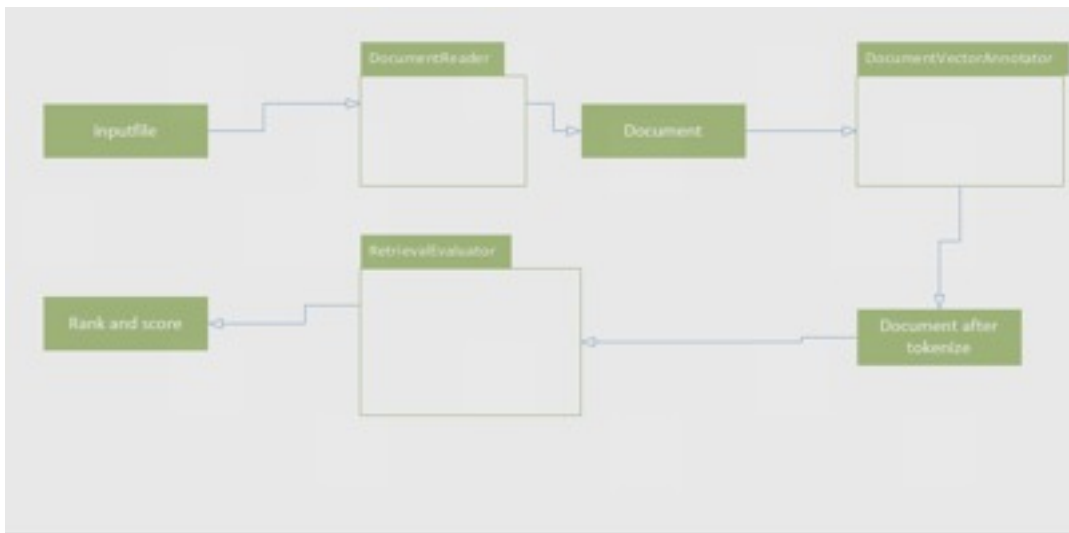 DocumentReader
DocumentVectorAnnotator
Inputfile
Document
RetrievalEvaluator
Rank and score
Document after
tokenize